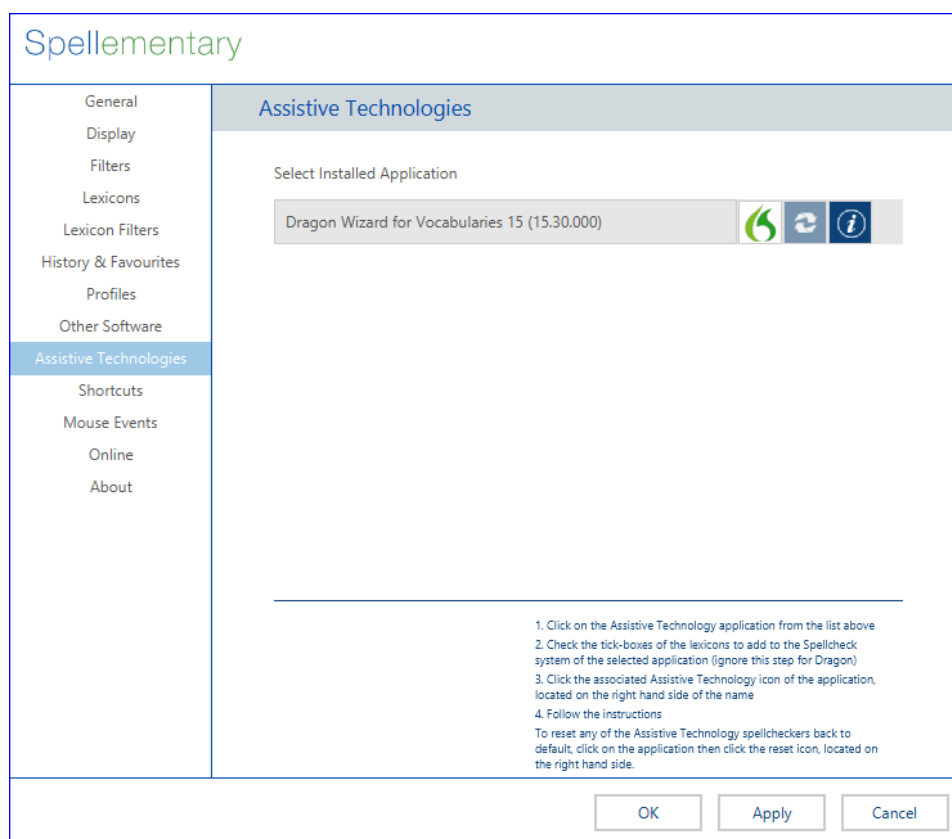 Spellementary
General
Display
Filters
Lexicons
Lexicon Filters
History & Favourites
Profiles
Other Software
Assistive Technologies
Shortcuts
Mouse Events
Online
About
Assistive Technologies
Select Installed Application
Dragon Wizard for Vocabularies 15 (15.30.000)
i
1. Click on the Assistive Technology application from the list above
2. Check the tick-boxes of the lexicons to add to the Spellcheck
system of the selected application (ignore this step for Dragon)
3. Click the associated Assistive Technology icon of the application,
located on the right hand side of the name
4. Follow the instructions
To reset any of the Assistive Technology spellcheckers back to
default, click on the application then click the reset icon, located on
the right hand side.
OK
Apply
Cancel